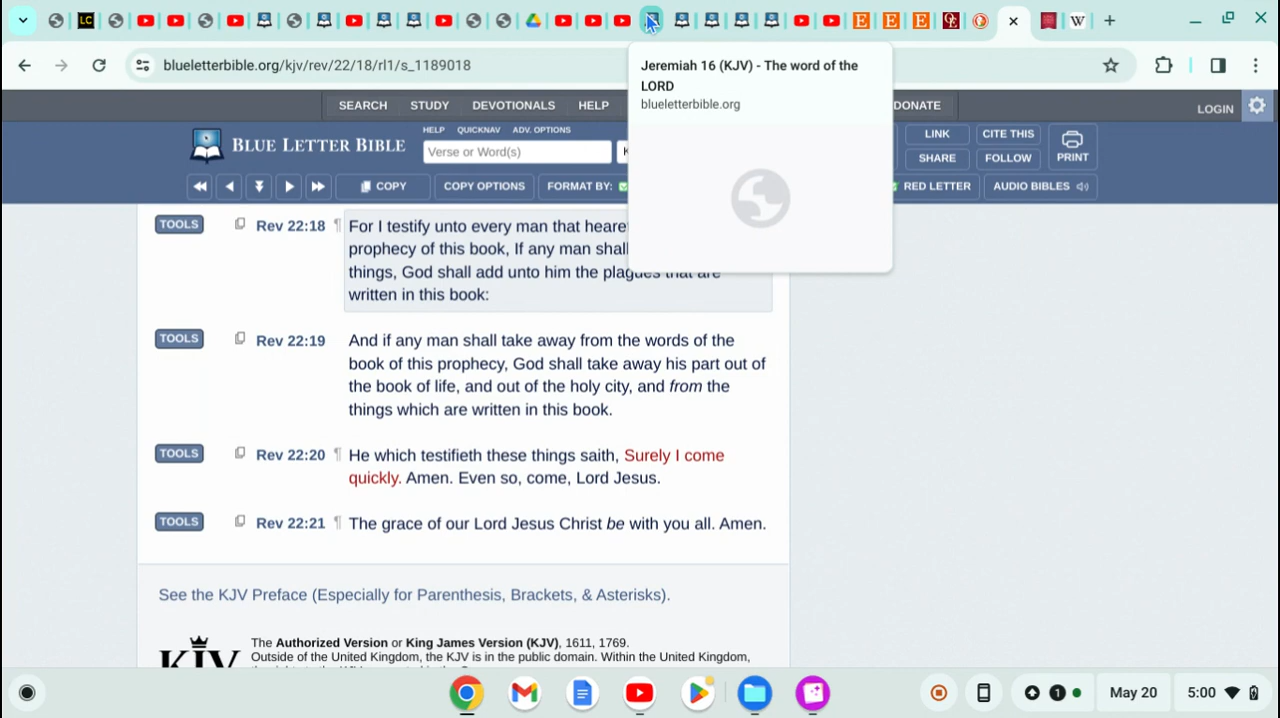 LC
E
E
E
OE
W
Jeremiah 16 (KJV) - The word of the
LORD
blueletterbible.org
blueletterbible.org/kjv/rev/22/18/rl1/s_1189018
SEARCH STUDY DEVOTIONALS HELP DONATE LOGIN
BLUE LETTER BIBLE
HELP QUICKNAV ADV. OPTIONS
Verse or Word(s)
LINK CITE THIS
SHARE FOLLOW PRINT
COPY COPY OPTIONS FORMAT BY: RED LETTER AUDIO BIBLES
TOOLS Rev 22:18 ¶ For I testify unto every man that heare
prophecy of this book, If any man shall
things, God shall add unto him the plagues that are
written in this book:
TOOLS Rev 22:19 And if any man shall take away from the words of the
book of this prophecy, God shall take away his part out of
the book of life, and out of the holy city, and from the
things which are written in this book.
TOOLS Rev 22:20 ¶ He which testifieth these things saith, Surely I come
quickly. Amen. Even so, come, Lord Jesus.
TOOLS Rev 22:21 ¶ The grace of our Lord Jesus Christ be with you all. Amen.
See the KJV Preface (Especially for Parenthesis, Brackets, & Asterisks).
KJV
The Authorized Version or King James Version (KJV), 1611, 1769.
Outside of the United Kingdom, the KJV is in the public domain. Within the United Kingdom,
1 May 20 5:00